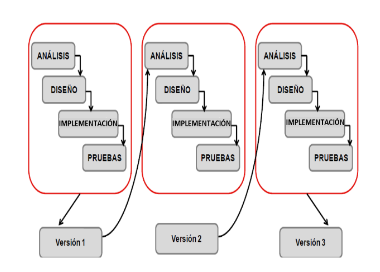 ANÁLISIS
DISEÑO
IMPLEMENTACIÓN
PRUEBAS
Versión 1
ANÁLISIS
DISEÑO
IMPLEMENTACIÓN
PRUEBAS
Versión 2
ANÁLISIS
DISEÑO
IMPLEMENTACIÓN
PRUEBAS
Versión 3